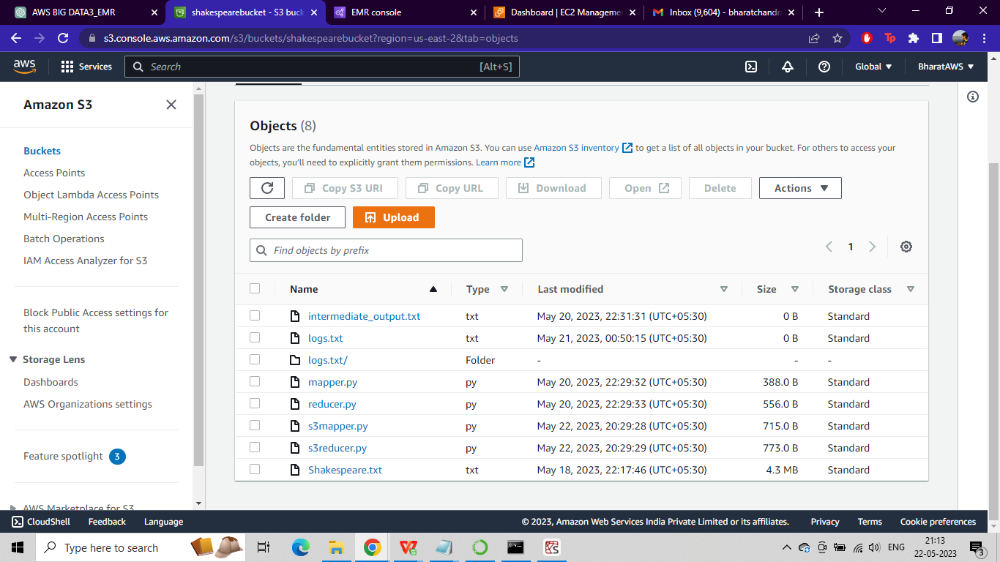 AWS BIG DATA3_EMR
shakespearebucket - S3 buc
EMR console
Dashboard | EC2 Manageme
Inbox (9,604) - bharatchandra
s3.console.aws.amazon.com/s3/buckets/shakespearebucket?region=us-east-2&tab=objects
aws
Services
Search
[Alt+S]
Global
BharatAWS
Amazon S3
Buckets
Access Points
Object Lambda Access Points
Multi-Region Access Points
Batch Operations
IAM Access Analyzer for S3
Block Public Access settings for
this account
Storage Lens
Dashboards
AWS Organizations settings
Feature spotlight 3
AWS Marketplace for S3
Objects (8)
Objects are the fundamental entities stored in Amazon S3. You can use Amazon S3 inventory to get a list of all objects in your bucket. For others to access your
objects, you'll need to explicitly grant them permissions. Learn more
Copy S3 URI
Copy URL
Download
Open
Delete
Actions
Create folder
Upload
Find objects by prefix
1
Name Type Last modified Size Storage class
intermediate_output.txt txt May 20, 2023, 22:31:31 (UTC+05:30) 0 B Standard
logs.txt txt May 21, 2023, 00:50:15 (UTC+05:30) 0 B Standard
logs.txt/ Folder - - -
mapper.py py May 20, 2023, 22:29:32 (UTC+05:30) 388.0 B Standard
reducer.py py May 20, 2023, 22:29:33 (UTC+05:30) 556.0 B Standard
s3mapper.py py May 22, 2023, 20:29:28 (UTC+05:30) 715.0 B Standard
s3reducer.py py May 22, 2023, 20:29:29 (UTC+05:30) 773.0 B Standard
Shakespeare.txt txt May 18, 2023, 22:17:46 (UTC+05:30) 4.3 MB Standard
CloudShell
Feedback
Language
© 2023, Amazon Web Services India Private Limited or its affiliates.
Privacy
Terms
Cookie preferences
Type here to search
ENG
21:13
22-05-2023
3